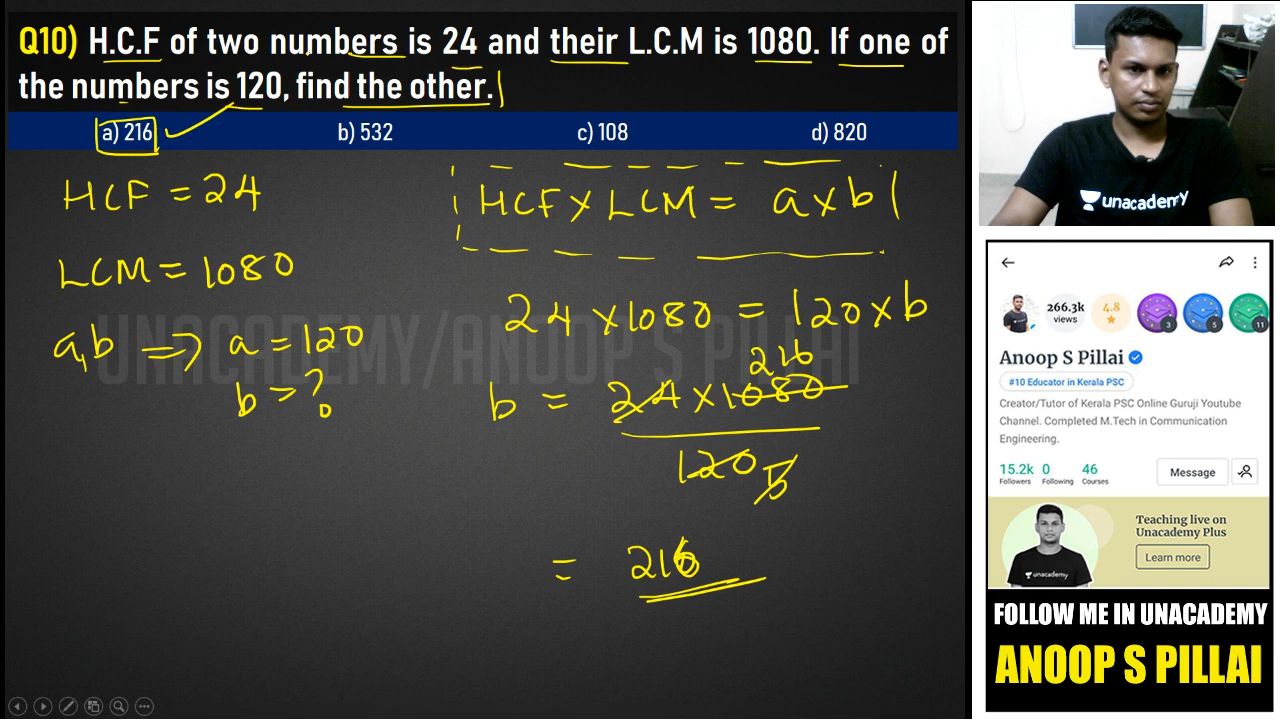 Q10) H.C.F of two numbers is 24 and their L.C.M is 1080. If one of
the numbers is 120, find the other.
a) 216 b) 532 c) 108 d) 820
HCF = 24
LCM = 1080
a,b ⇒ a = 120
b = ?
HCF × LCM = a × b
24 × 1080 = 120 × b
216
b = 24 × 1080
120 5
= 216
UNACADEMY/ANOOP S PILLAI
unacademy
266.3k
views
4.8
3
5
11
Anoop S Pillai
#10 Educator in Kerala PSC
Creator/Tutor of Kerala PSC Online Guruji Youtube
Channel. Completed M.Tech in Communication
Engineering.
15.2k 0 46
Followers Following Courses
Message
Teaching live on
Unacademy Plus
Learn more
unacademy
FOLLOW ME IN UNACADEMY
ANOOP S PILLAI